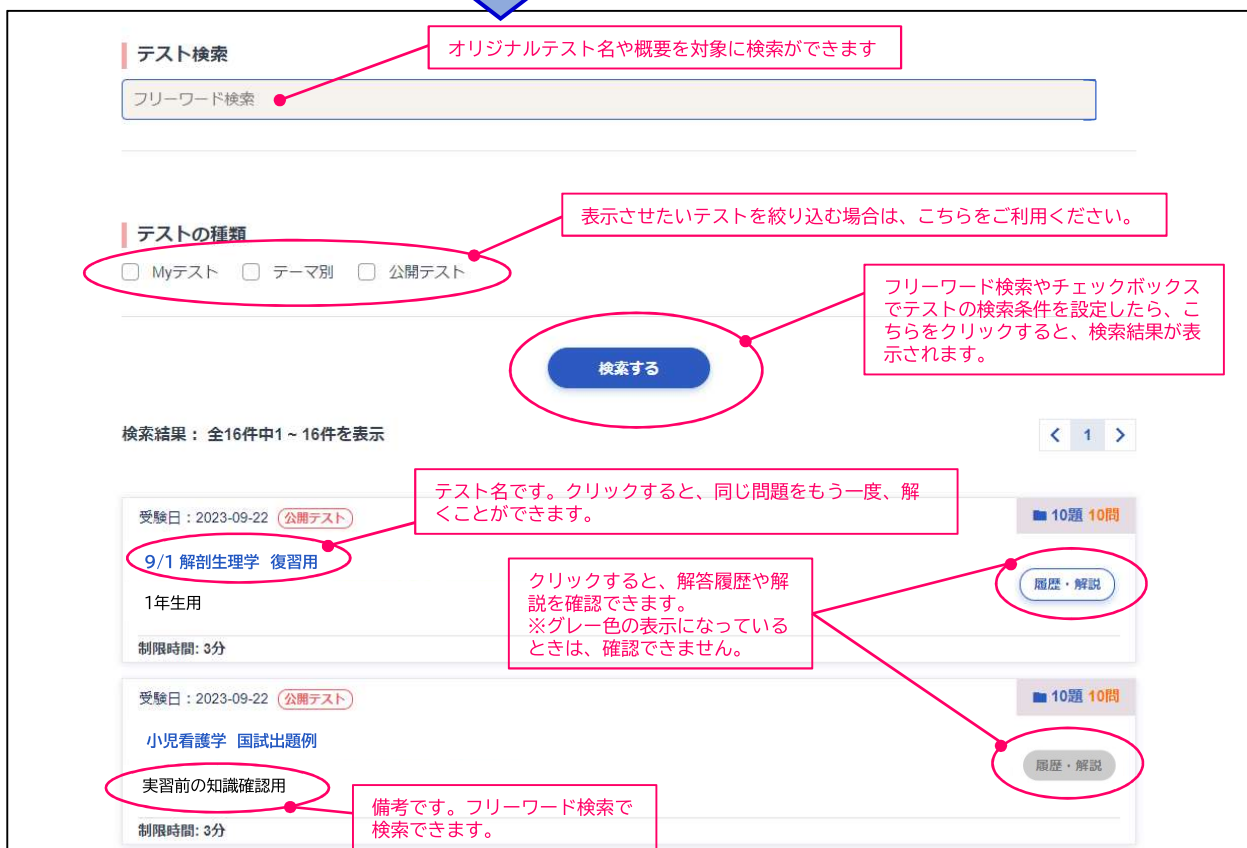 オリジナルテスト名や概要を対象に検索ができます
テスト検索
フリーワード検索
表示させたいテストを絞り込む場合は、こちらをご利用ください。
テストの種類
Myテスト テーマ別 公開テスト
フリーワード検索やチェックボックス
でテストの検索条件を設定したら、こ
ちらをクリックすると、検索結果が表
示されます。
検索する
検索結果： 全16件中1 ~ 16件を表示
1
テスト名です。クリックすると、同じ問題をもう一度、解
くことができます。
受験日：2023-09-22 公開テスト
10題 10問
9/1 解剖生理学 復習用
1年生用
履歴・解説
クリックすると、解答履歴や解
説を確認できます。
※グレー色の表示になっている
ときは、確認できません。
制限時間: 3分
受験日：2023-09-22 公開テスト
10題 10問
小児看護学 国試出題例
実習前の知識確認用
履歴・解説
備考です。フリーワード検索で
検索できます。
制限時間: 3分